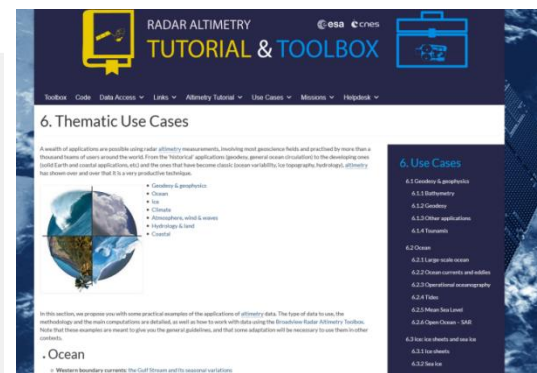 RADAR ALTIMETRY
esa cnes
TUTORIAL & TOOLBOX
Toolbox Code Data Access Links Altimetry Tutorial Use Cases Missions Helpdesk
6. Thematic Use Cases
A wealth of applications are possible using radar altimetry measurements, involving most geoscience fields and practised by more than a
thousand teams of users around the world. From the 'historical' applications (geodesy, general ocean circulation) to the developing ones
(solid Earth and coastal applications, etc) and the ones that have become classic (ocean variability, ice topography, hydrology), altimetry
has shown over and over that it is a very productive technique.
• Geodesy & geophysics
• Ocean
• Ice
• Climate
• Atmosphere, wind & waves
• Hydrology & land
• Coastal
In this section, we propose you with some practical examples of the applications of altimetry data. The type of data to use, the
methodology and the main computations are detailed, as well as how to work with data using the Broadview Radar Altimetry Toolbox.
Note that these examples are meant to give you the general guidelines, and that some adaptation will be necessary to use them in other
contexts.
. Ocean
• Western boundary currents: the Gulf Stream and its seasonal variations
6. Use Cases
6.1 Geodesy & geophysics
6.1.1 Bathymetry
6.1.2 Geodesy
6.1.3 Other applications
6.1.4 Tsunamis
6.2 Ocean
6.2.1 Large-scale ocean
6.2.2 Ocean currents and eddies
6.2.3 Operational oceanography
6.2.4 Tides
6.2.5 Mean Sea Level
6.2.6 Open Ocean – SAR
6.3 Ice: ice sheets and sea ice
6.3.1 Ice sheets
6.3.2 Sea Ice